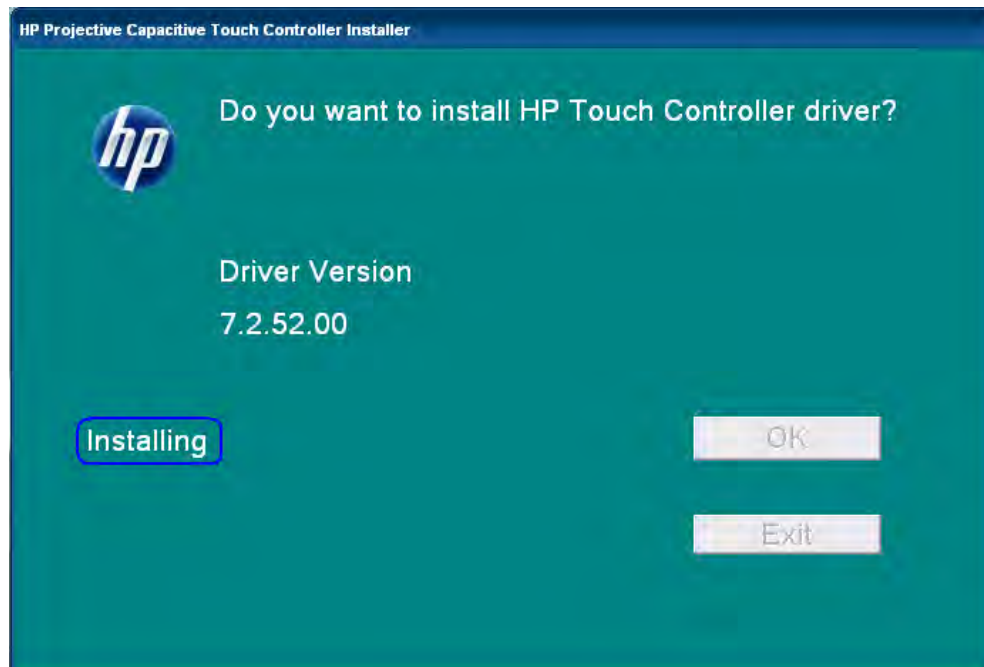 HP Projective Capacitive Touch Controller Installer
hp
Do you want to install HP Touch Controller driver?
Driver Version
7.2.52.00
Installing
OK
Exit